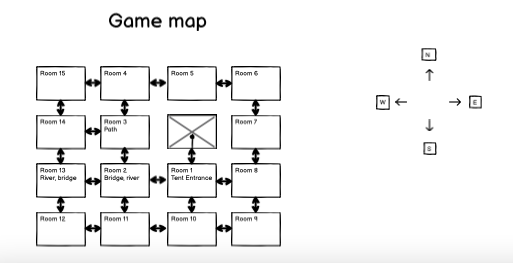 Game map
Room 15
Room 4
Room 5
Room 6
N
W
E
S
Room 14
Room 3
Path
Room 7
Room 13
River, bridge
Room 2
Bridge, river
Room 1
Tent Entrance
Room 8
Room 12
Room 11
Room 10
Room 9